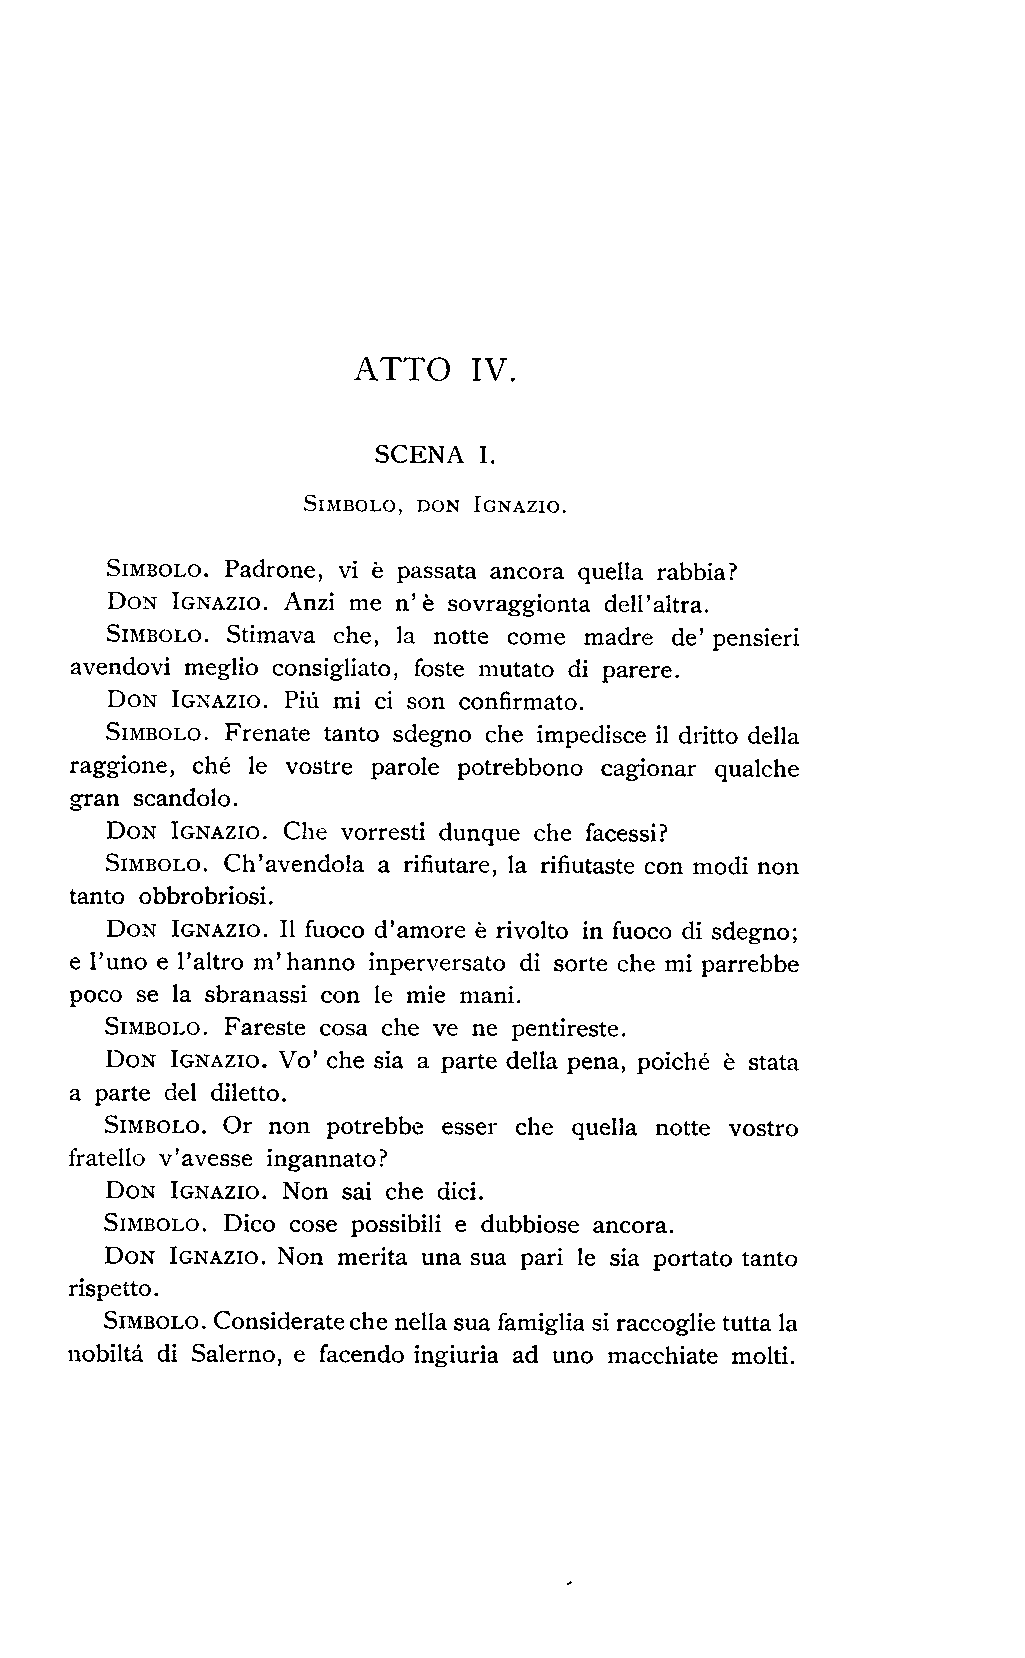 ATTO IV.
SCENA I.
SIMBOLO, DON IGNAZIO.
SIMBOLO. Padrone, vi è passata ancora quella rabbia?
DON IGNAZIO. Anzi me n'è sovraggionta dell'altra.
SIMBOLO. Stimava che, la notte come madre de' pensieri
avendovi meglio consigliato, foste mutato di parere.
DON IGNAZIO. Piú mi ci son confirmato.
SIMBOLO. Frenate tanto sdegno che impedisce il dritto della
raggione, ché le vostre parole potrebbono cagionar qualche
gran scandolo.
DON IGNAZIO. Che vorresti dunque che facessi?
SIMBOLO. Ch'avendola a rifiutare, la rifiutaste con modi non
tanto obbrobriosi.
DON IGNAZIO. Il fuoco d'amore è rivolto in fuoco di sdegno;
e l'uno e l'altro m'hanno inperversato di sorte che mi parrebbe
poco se la sbranassi con le mie mani.
SIMBOLO. Fareste cosa che ve ne pentireste.
DON IGNAZIO. Vo' che sia a parte della pena, poiché è stata
a parte del diletto.
SIMBOLO. Or non potrebbe esser che quella notte vostro
fratello v'avesse ingannato?
DON IGNAZIO. Non sai che dici.
SIMBOLO. Dico cose possibili e dubbiose ancora.
DON IGNAZIO. Non merita una sua pari le sia portato tanto
rispetto.
SIMBOLO. Considerate che nella sua famiglia si raccoglie tutta la
nobiltá di Salerno, e facendo ingiuria ad uno macchiate molti.